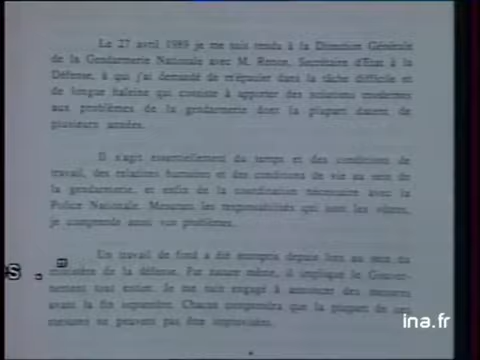 Le 27 avril 1989 je me suis rendu à la Direction Générale
de la Gendarmerie Nationale avec M. Renon, Secrétaire d'Etat à la
Défense, à qui j'ai demandé de m'épauler dans la tâche difficile et
de longue haleine qui consiste à apporter des solutions modernes
aux problèmes de la gendarmerie dont la plupart datent de
plusieurs années.
Il s'agit essentiellement du temps et des conditions de
travail, des relations humaines et des conditions de vie au sein de
la gendarmerie, et enfin de la coordination nécessaire avec la
Police Nationale. Mesurant les responsabilités qui sont les vôtres,
je comprends aussi vos problèmes.
Un travail de fond a été entrepris depuis lors au sein du
ministère de la défense. Par nature même, il implique le Gouver-
nement tout entier. Je me suis engagé à annoncer des mesures
avant la fin septembre. Chacun comprendra que la plupart de ces
mesures ne peuvent pas être improvisées.
s. "
ina.fr